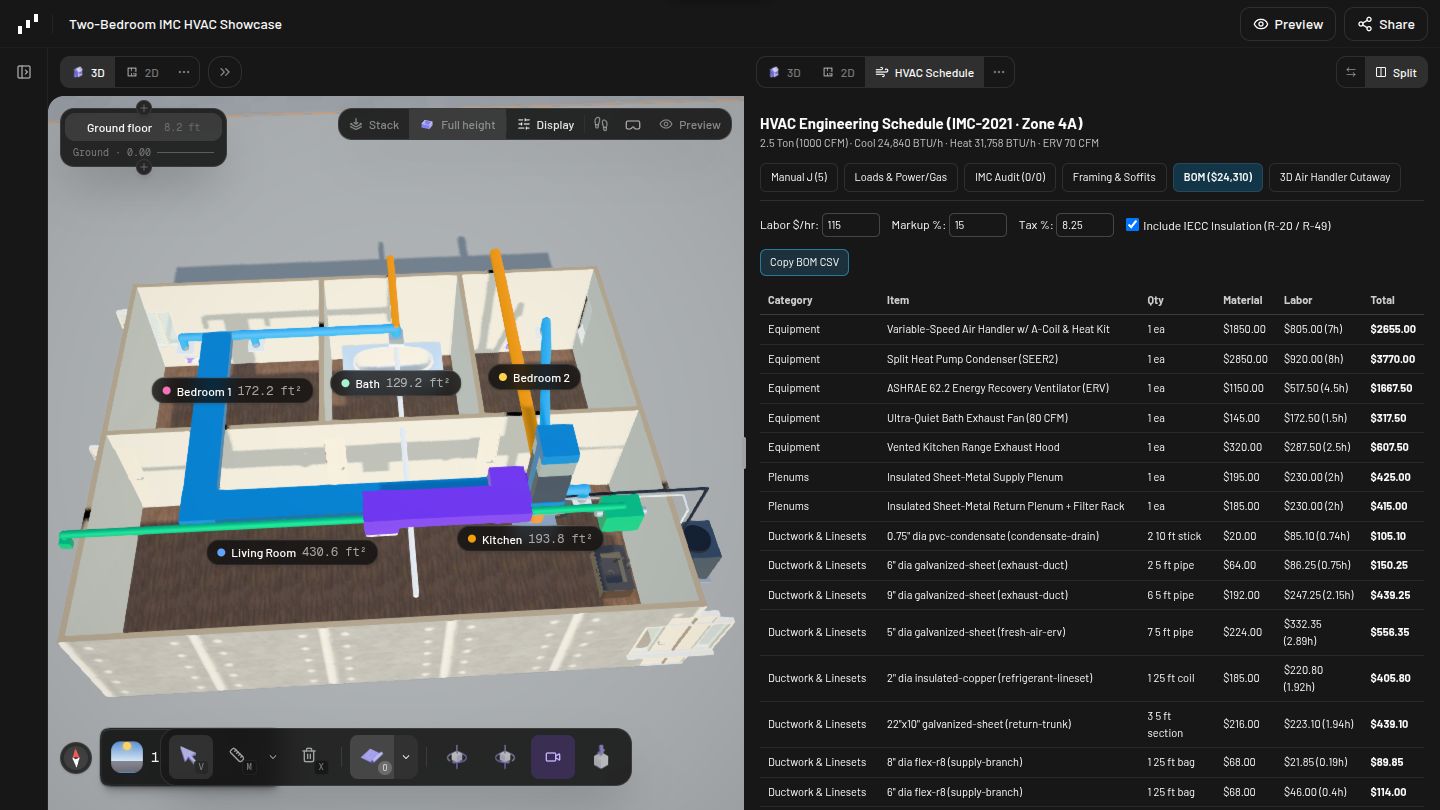 Two-Bedroom IMC HVAC Showcase
Preview
Share
3D
2D
3D
2D
HVAC Schedule
Split
Ground floor 8.2 ft
Ground · 0.00
Stack
Full height
Display
Preview
Bedroom 1 172.2 ft²
Bath 129.2 ft²
Bedroom 2
Living Room 430.6 ft²
Kitchen 193.8 ft²
1
V
M
X
O
HVAC Engineering Schedule (IMC-2021 · Zone 4A)
2.5 Ton (1000 CFM) · Cool 24,840 BTU/h · Heat 31,758 BTU/h · ERV 70 CFM
Manual J (5)
Loads & Power/Gas
IMC Audit (0/0)
Framing & Soffits
BOM ($24,310)
3D Air Handler Cutaway
Labor $/hr: 115 Markup %: 15 Tax %: 8.25 Include IECC Insulation (R-20 / R-49)
Copy BOM CSV
Category Item Qty Material Labor Total
Equipment Variable-Speed Air Handler w/ A-Coil & Heat Kit 1 ea $1850.00 $805.00 (7h) $2655.00
Equipment Split Heat Pump Condenser (SEER2) 1 ea $2850.00 $920.00 (8h) $3770.00
Equipment ASHRAE 62.2 Energy Recovery Ventilator (ERV) 1 ea $1150.00 $517.50 (4.5h) $1667.50
Equipment Ultra-Quiet Bath Exhaust Fan (80 CFM) 1 ea $145.00 $172.50 (1.5h) $317.50
Equipment Vented Kitchen Range Exhaust Hood 1 ea $320.00 $287.50 (2.5h) $607.50
Plenums Insulated Sheet-Metal Supply Plenum 1 ea $195.00 $230.00 (2h) $425.00
Plenums Insulated Sheet-Metal Return Plenum + Filter Rack 1 ea $185.00 $230.00 (2h) $415.00
Ductwork & Linesets 0.75" dia pvc-condensate (condensate-drain) 2 10 ft stick $20.00 $85.10 (0.74h) $105.10
Ductwork & Linesets 6" dia galvanized-sheet (exhaust-duct) 2 5 ft pipe $64.00 $86.25 (0.75h) $150.25
Ductwork & Linesets 9" dia galvanized-sheet (exhaust-duct) 6 5 ft pipe $192.00 $247.25 (2.15h) $439.25
Ductwork & Linesets 5" dia galvanized-sheet (fresh-air-erv) 7 5 ft pipe $224.00 $332.35 (2.89h) $556.35
Ductwork & Linesets 2" dia insulated-copper (refrigerant-lineset) 1 25 ft coil $185.00 $220.80 (1.92h) $405.80
Ductwork & Linesets 22"x10" galvanized-sheet (return-trunk) 3 5 ft section $216.00 $223.10 (1.94h) $439.10
Ductwork & Linesets 8" dia flex-r8 (supply-branch) 1 25 ft bag $68.00 $21.85 (0.19h) $89.85
Ductwork & Linesets 6" dia flex-r8 (supply-branch) 1 25 ft bag $68.00 $46.00 (0.4h) $114.00